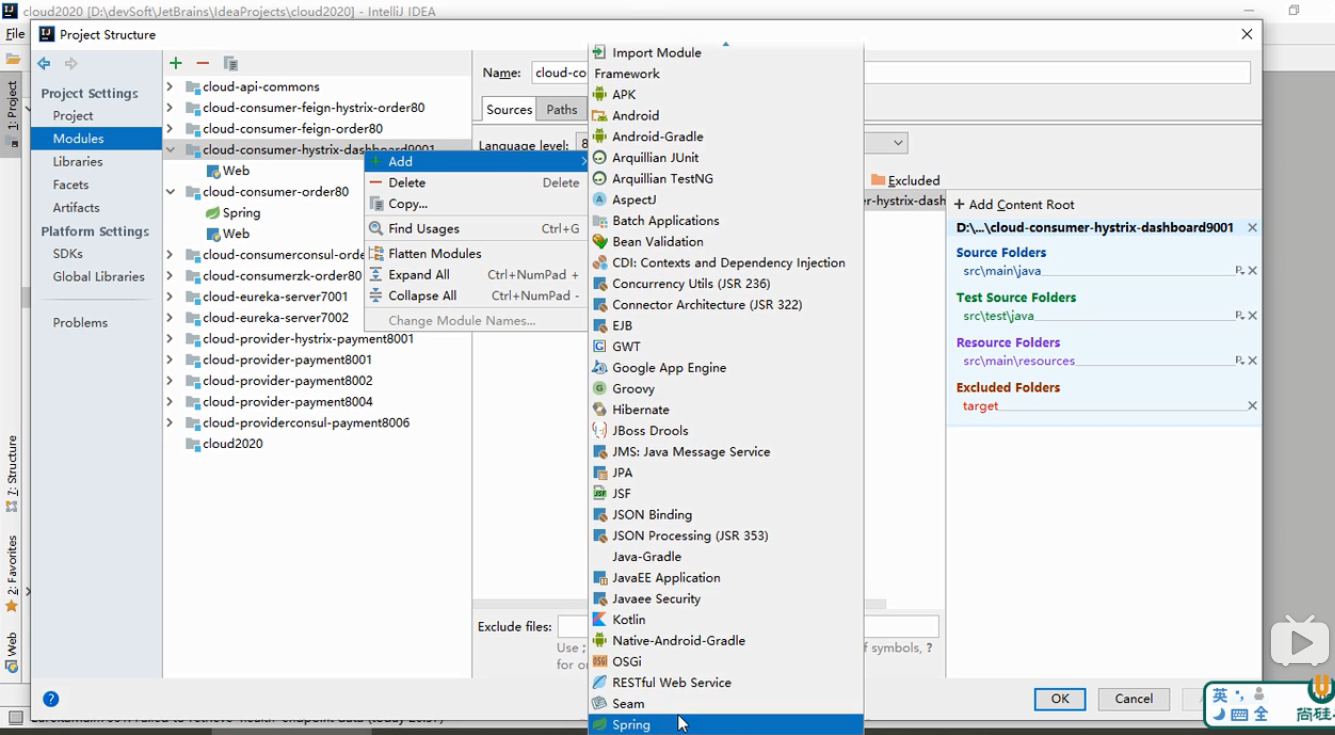 cloud2020 [D:\devSoft\JetBrains\IdeaProjects\cloud2020] - IntelliJ IDEA
File
Project Structure
1: Project
7: Structure
2: Favorites
Web
Project Settings
Project
Modules
Libraries
Facets
Artifacts
Platform Settings
SDKs
Global Libraries
Problems
cloud-api-commons
cloud-consumer-feign-hystrix-order80
cloud-consumer-feign-order80
cloud-consumer-hystrix-dashboard9001
Web
cloud-consumer-order80
Spring
Web
cloud-consumerconsul-orde
cloud-consumerzk-order80
cloud-eureka-server7001
cloud-eureka-server7002
cloud-provider-hystrix-payment8001
cloud-provider-payment8001
cloud-provider-payment8002
cloud-provider-payment8004
cloud-providerconsul-payment8006
cloud2020
Add
Delete Delete
Copy...
Find Usages Ctrl+G
Flatten Modules
Expand All Ctrl+NumPad +
Collapse All Ctrl+NumPad -
Change Module Names...
Name: cloud-co
Sources Paths
Language level: 8
Import Module
Framework
APK
Android
Android-Gradle
Arquillian JUnit
Arquillian TestNG
AspectJ
Batch Applications
Bean Validation
CDI: Contexts and Dependency Injection
Concurrency Utils (JSR 236)
Connector Architecture (JSR 322)
EJB
GWT
Google App Engine
Groovy
Hibernate
JBoss Drools
JMS: Java Message Service
JPA
JSF
JSON Binding
JSON Processing (JSR 353)
Java-Gradle
JavaEE Application
Javaee Security
Kotlin
Native-Android-Gradle
OSGi
RESTful Web Service
Seam
Spring
Excluded
er-hystrix-dash
+ Add Content Root
D:\...\cloud-consumer-hystrix-dashboard9001
Source Folders
src\main\java
Test Source Folders
src\test\java
Resource Folders
src\main\resources
Excluded Folders
target
Exclude files:
Use ; f symbols, ?
for o
OK Cancel
英
全
尚硅